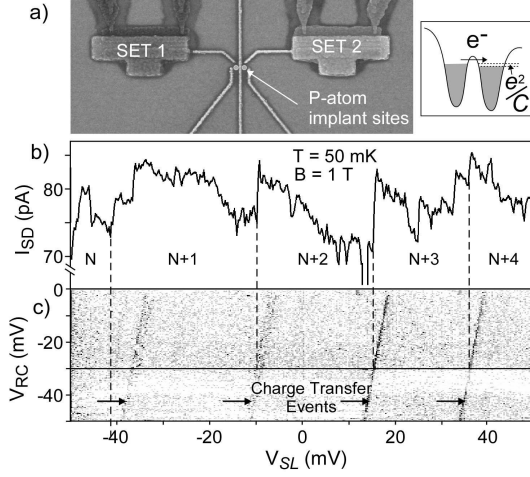 a)
SET 1
SET 2
P-atom
implant sites
e-
e²/C
b)
T = 50 mK
B = 1 T
I_SD (pA)
80
70
N
N+1
N+2
N+3
N+4
c)
V_RC (mV)
0
-20
-40
Charge Transfer
Events
-40
-20
0
20
40
V_SL (mV)